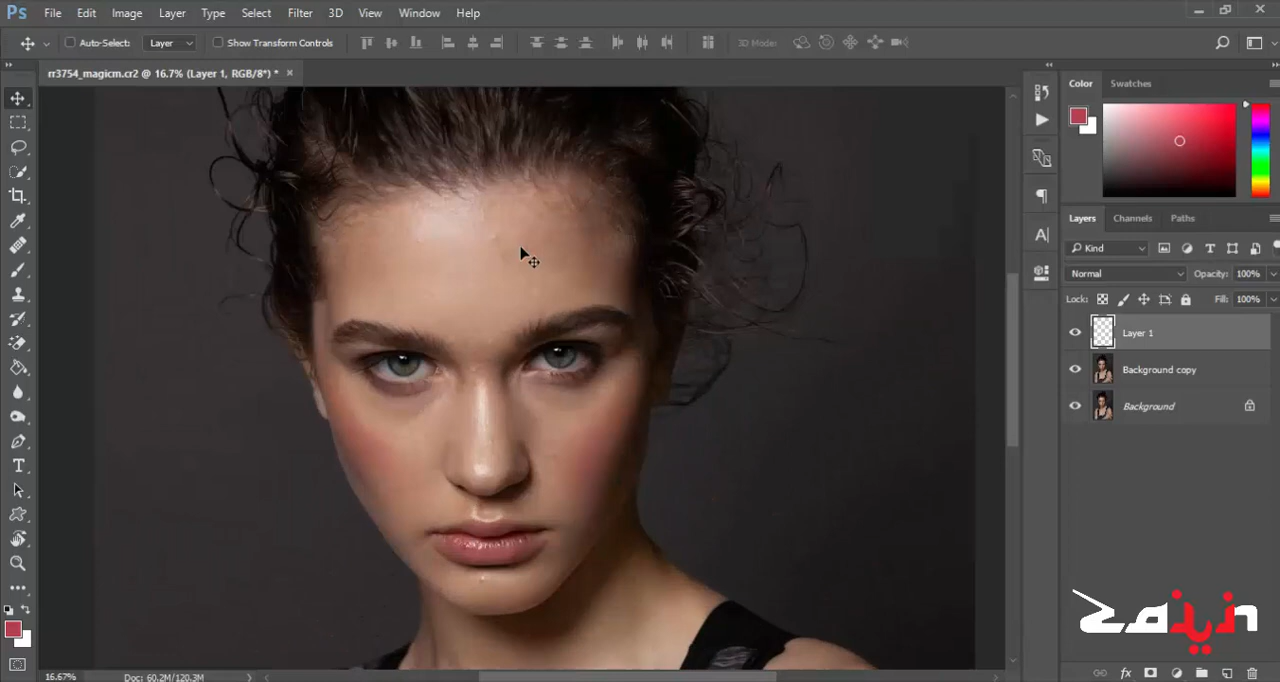 Ps File Edit Image Layer Type Select Filter 3D View Window Help
Auto-Select: Layer Show Transform Controls 3D Mode:
rr3754_magicm.cr2 @ 16.7% (Layer 1, RGB/8*) * ×
Color Swatches
Layers Channels Paths
Kind
Normal Opacity: 100%
Lock: Fill: 100%
Layer 1
Background copy
Background
16.67% Doc: 60.2M/120.3M